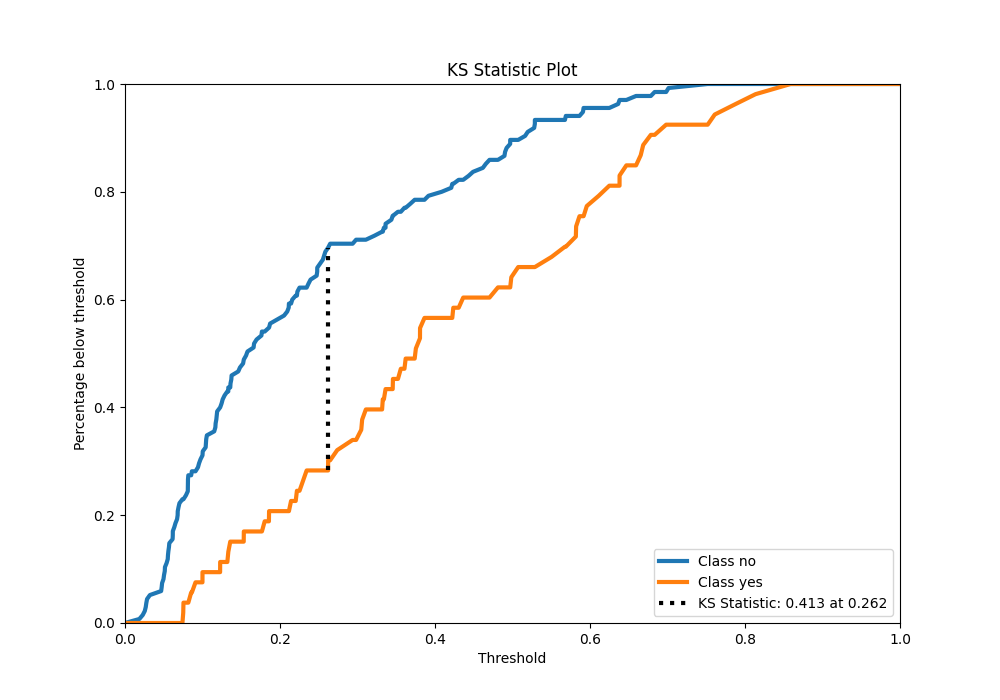 KS Statistic Plot
Percentage below threshold
1.0
0.8
0.6
0.4
0.2
0.0
0.0 0.2 0.4 0.6 0.8 1.0
Threshold
Class no
Class yes
KS Statistic: 0.413 at 0.262